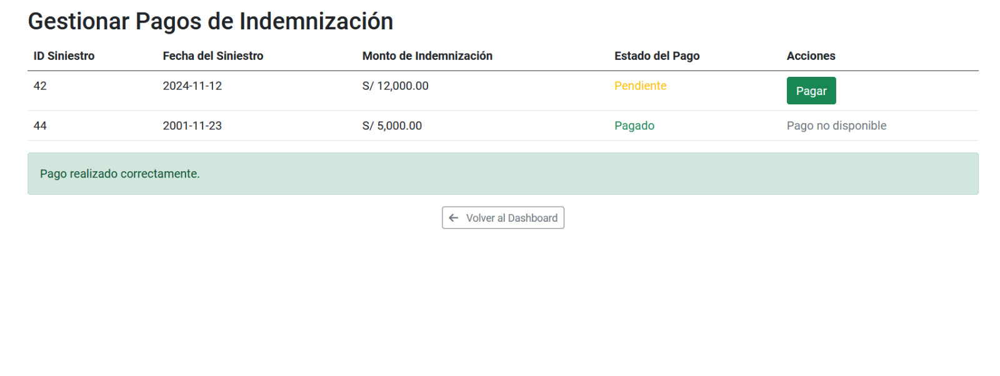 Gestionar Pagos de Indemnización
ID Siniestro Fecha del Siniestro Monto de Indemnización Estado del Pago Acciones
42 2024-11-12 S/ 12,000.00 Pendiente Pagar
44 2001-11-23 S/ 5,000.00 Pagado Pago no disponible
Pago realizado correctamente.
Volver al Dashboard